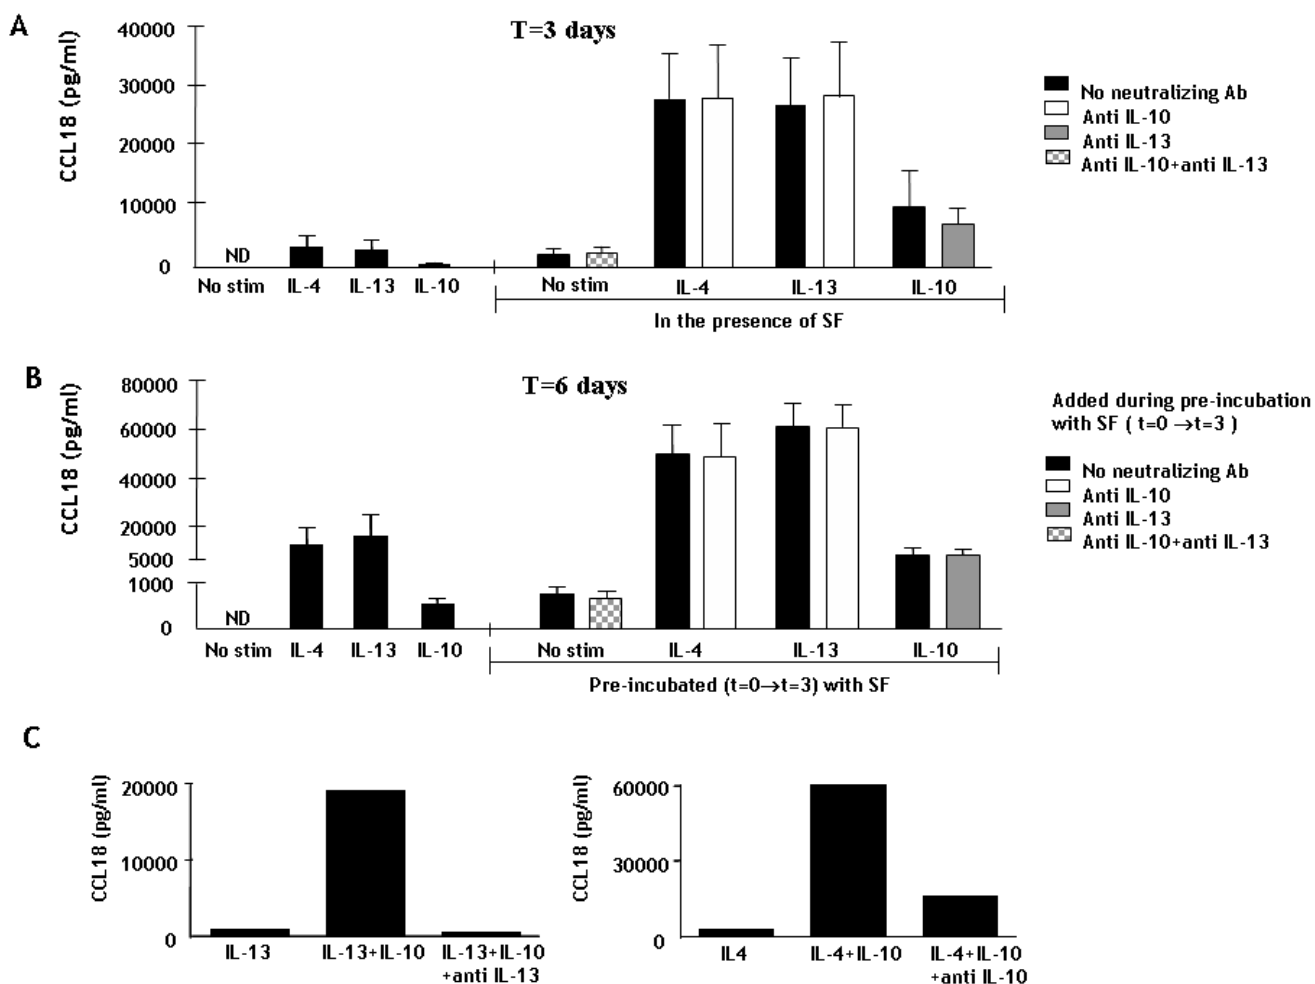 A
T=3 days
CCL18 (pg/ml)
40000
30000
20000
10000
0
ND
No stim IL-4 IL-13 IL-10 No stim IL-4 IL-13 IL-10
In the presence of SF
No neutralizing Ab
Anti IL-10
Anti IL-13
Anti IL-10+anti IL-13
B
T=6 days
CCL18 (pg/ml)
80000
60000
40000
20000
5000
1000
0
ND
No stim IL-4 IL-13 IL-10 No stim IL-4 IL-13 IL-10
Pre-incubated (t=0→t=3) with SF
Added during pre-incubation
with SF ( t=0 →t=3 )
No neutralizing Ab
Anti IL-10
Anti IL-13
Anti IL-10+anti IL-13
C
CCL18 (pg/ml)
20000
10000
0
IL-13 IL-13+IL-10 IL-13+IL-10
+anti IL-13
CCL18 (pg/ml)
60000
30000
0
IL4 IL-4+IL-10 IL-4+IL-10
+anti IL-10